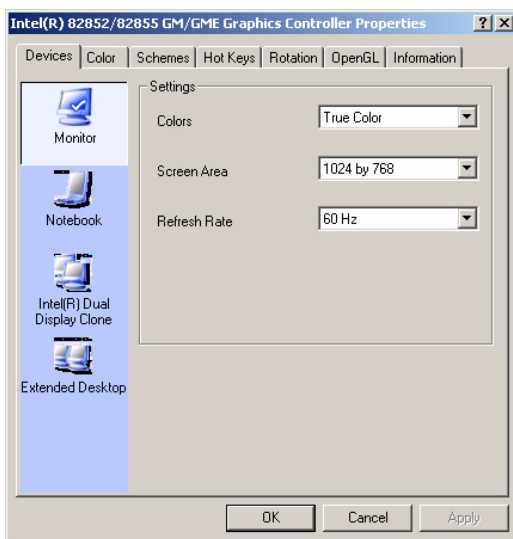 Intel(R) 82852/82855 GM/GME Graphics Controller Properties
Devices Color Schemes Hot Keys Rotation OpenGL Information
Settings
Monitor
Colors True Color
Screen Area 1024 by 768
Notebook
Refresh Rate 60 Hz
Intel(R) Dual
Display Clone
Extended Desktop
OK Cancel Apply